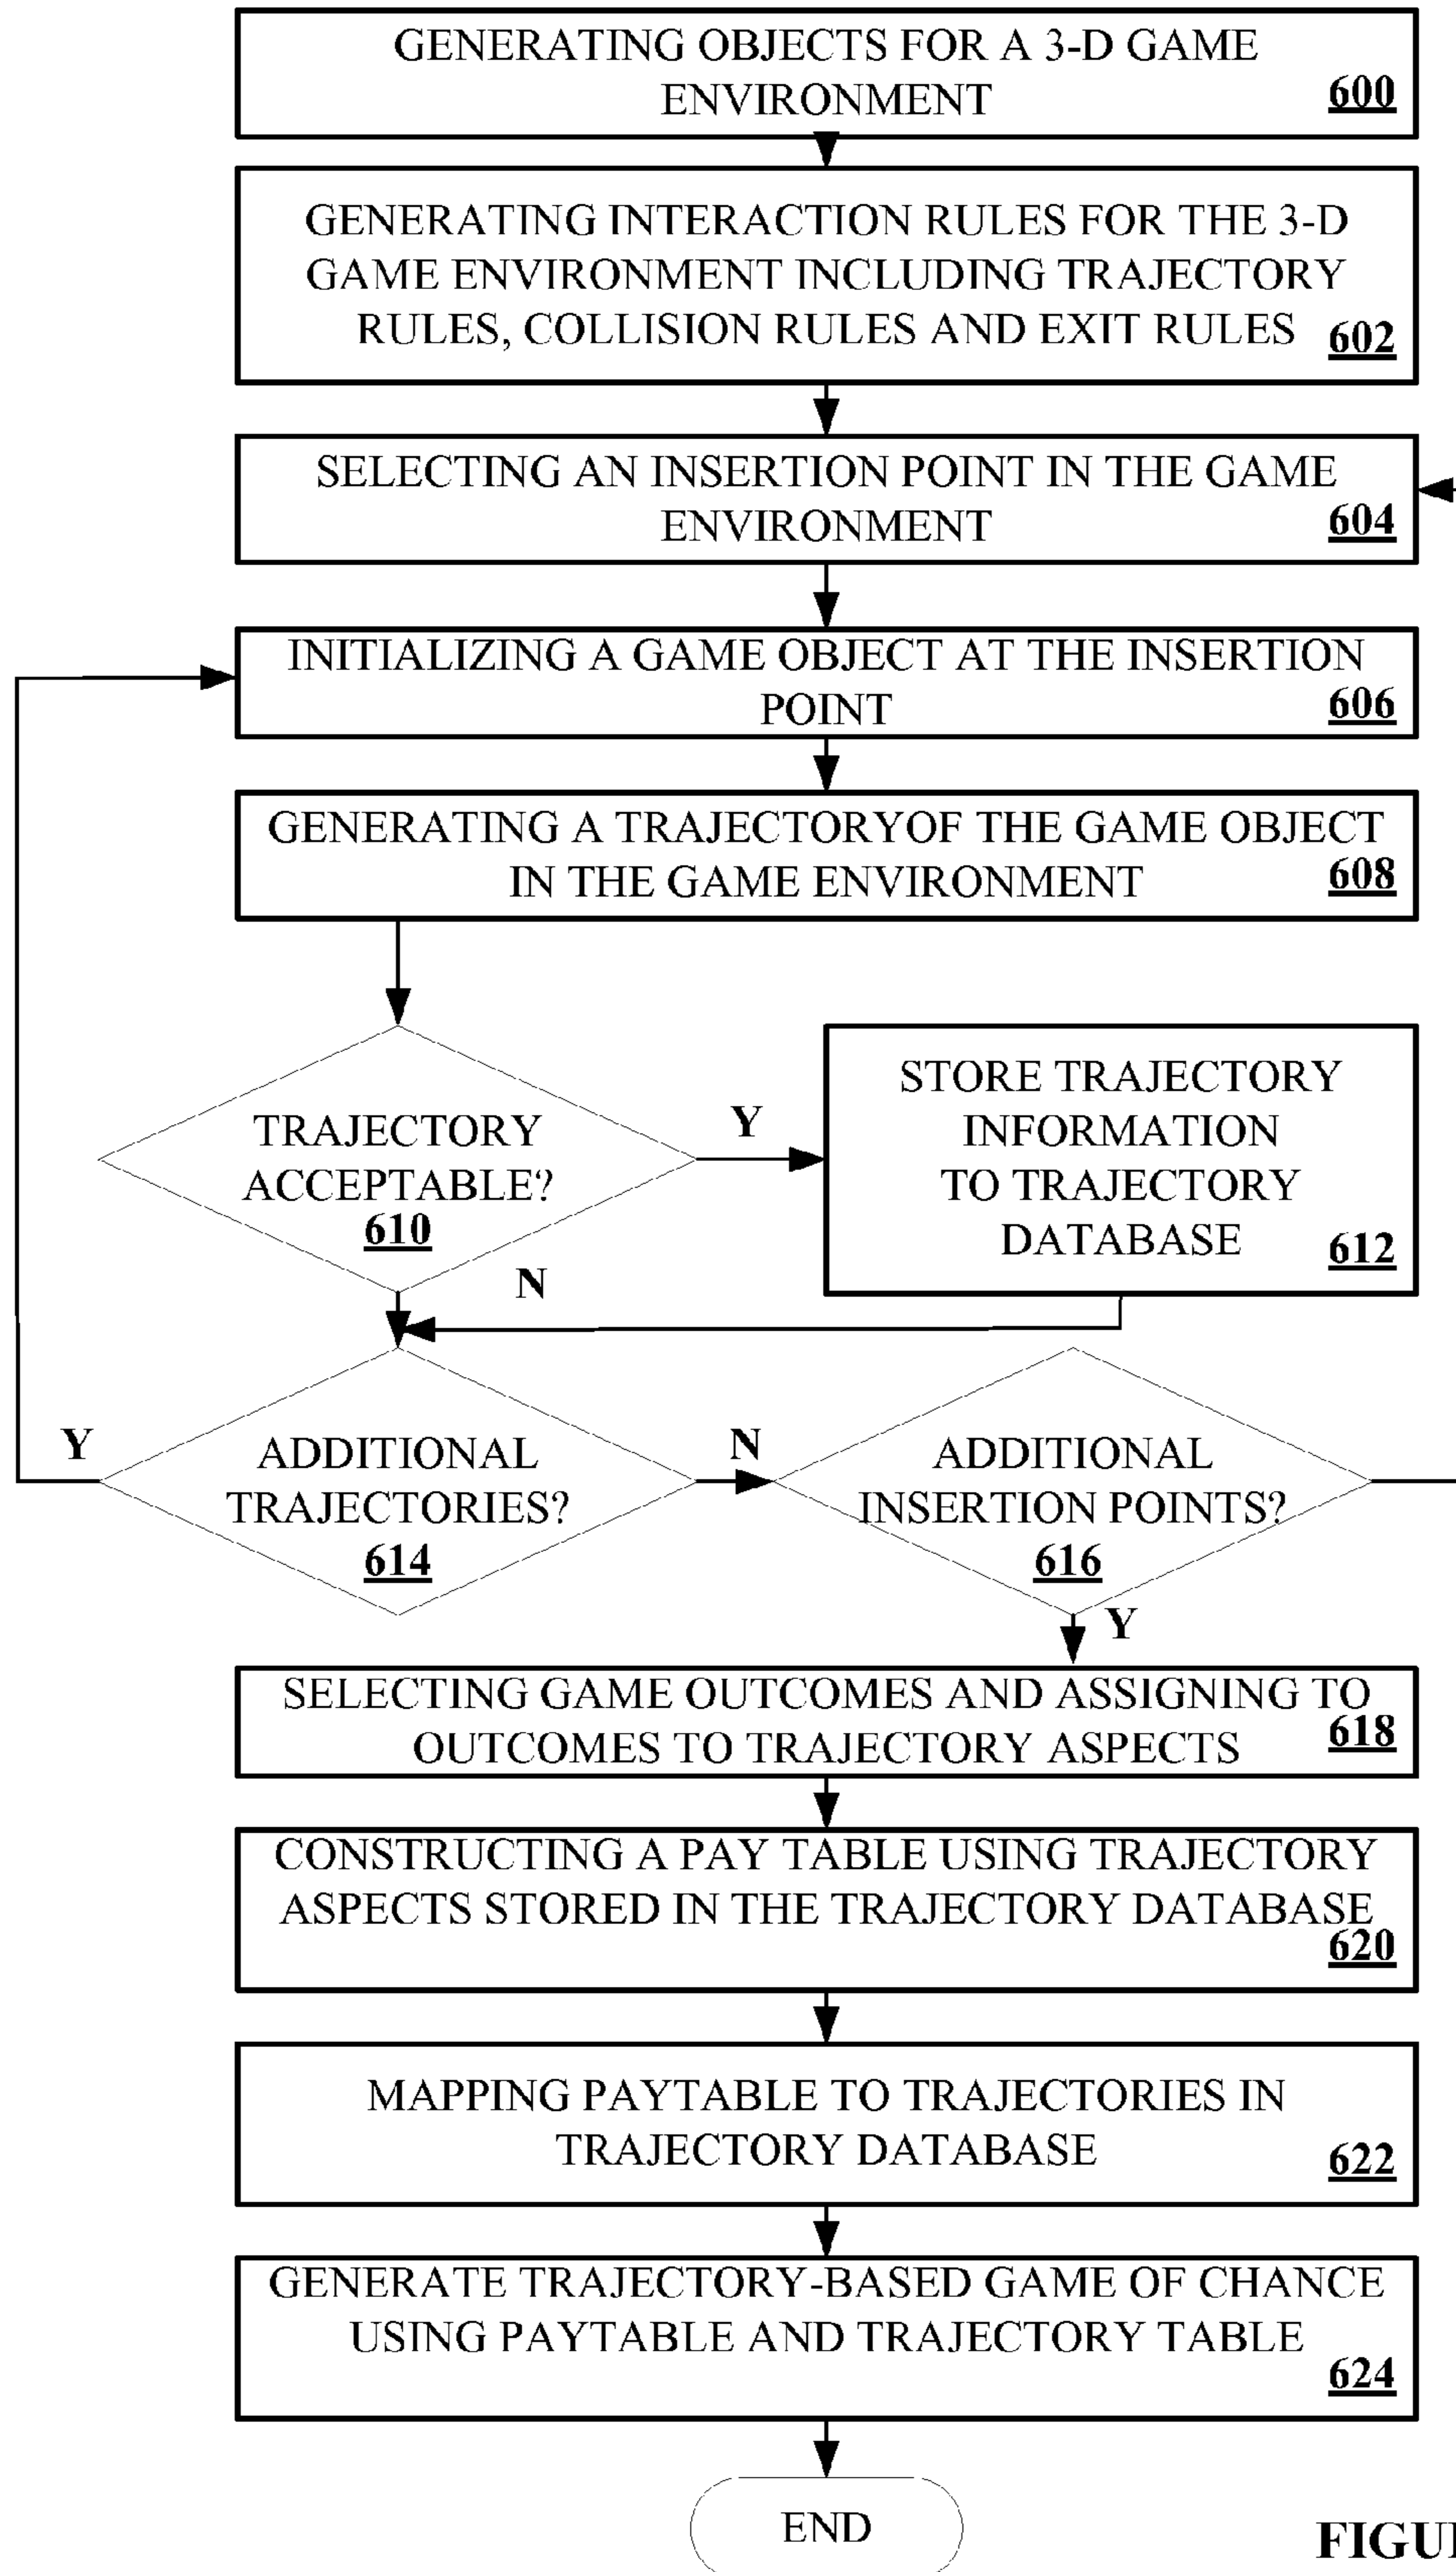 GENERATING OBJECTS FOR A 3-D GAME
ENVIRONMENT
600
GENERATING INTERACTION RULES FOR THE 3-D
GAME ENVIRONMENT INCLUDING TRAJECTORY
RULES, COLLISION RULES AND EXIT RULES
602
SELECTING AN INSERTION POINT IN THE GAME
ENVIRONMENT
604
INITIALIZING A GAME OBJECT AT THE INSERTION
POINT
606
GENERATING A TRAJECTORYOF THE GAME OBJECT
IN THE GAME ENVIRONMENT
608
TRAJECTORY
ACCEPTABLE?
610
Y
STORE TRAJECTORY
INFORMATION
TO TRAJECTORY
DATABASE
612
N
Y
ADDITIONAL
TRAJECTORIES?
614
N
ADDITIONAL
INSERTION POINTS?
616
Y
SELECTING GAME OUTCOMES AND ASSIGNING TO
OUTCOMES TO TRAJECTORY ASPECTS
618
CONSTRUCTING A PAY TABLE USING TRAJECTORY
ASPECTS STORED IN THE TRAJECTORY DATABASE
620
MAPPING PAYTABLE TO TRAJECTORIES IN
TRAJECTORY DATABASE
622
GENERATE TRAJECTORY-BASED GAME OF CHANCE
USING PAYTABLE AND TRAJECTORY TABLE
624
END